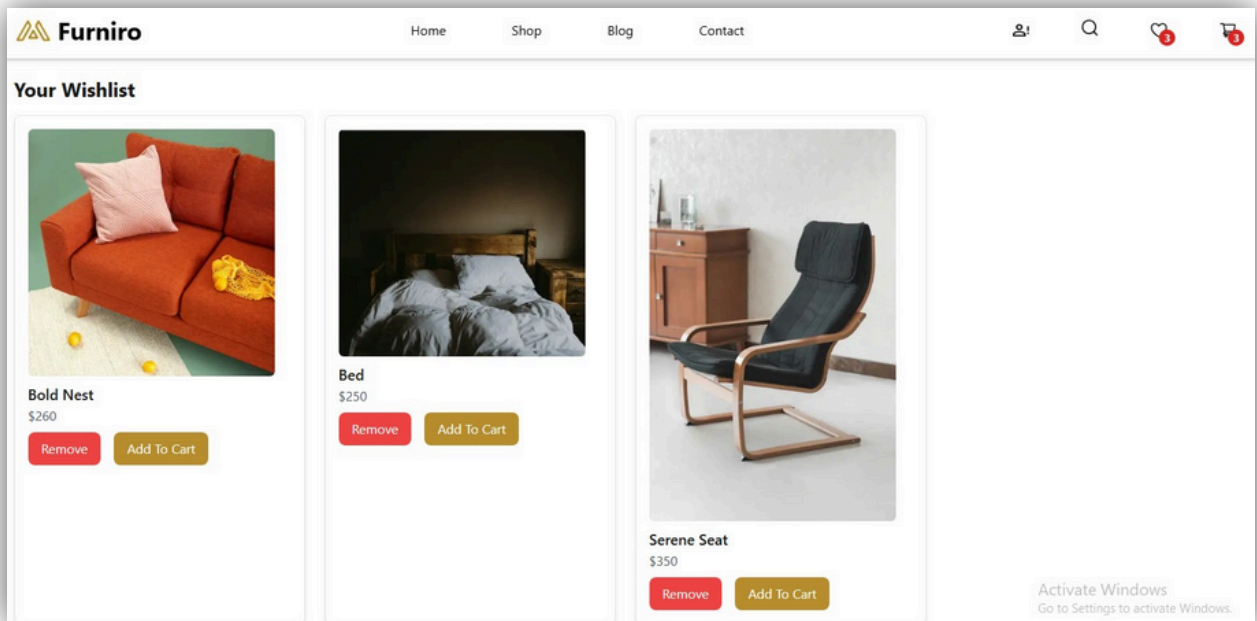 Furniro
Home Shop Blog Contact
3 3
Your Wishlist
Bold Nest
$260
Remove Add To Cart
Bed
$250
Remove Add To Cart
Serene Seat
$350
Remove Add To Cart
Activate Windows
Go to Settings to activate Windows.